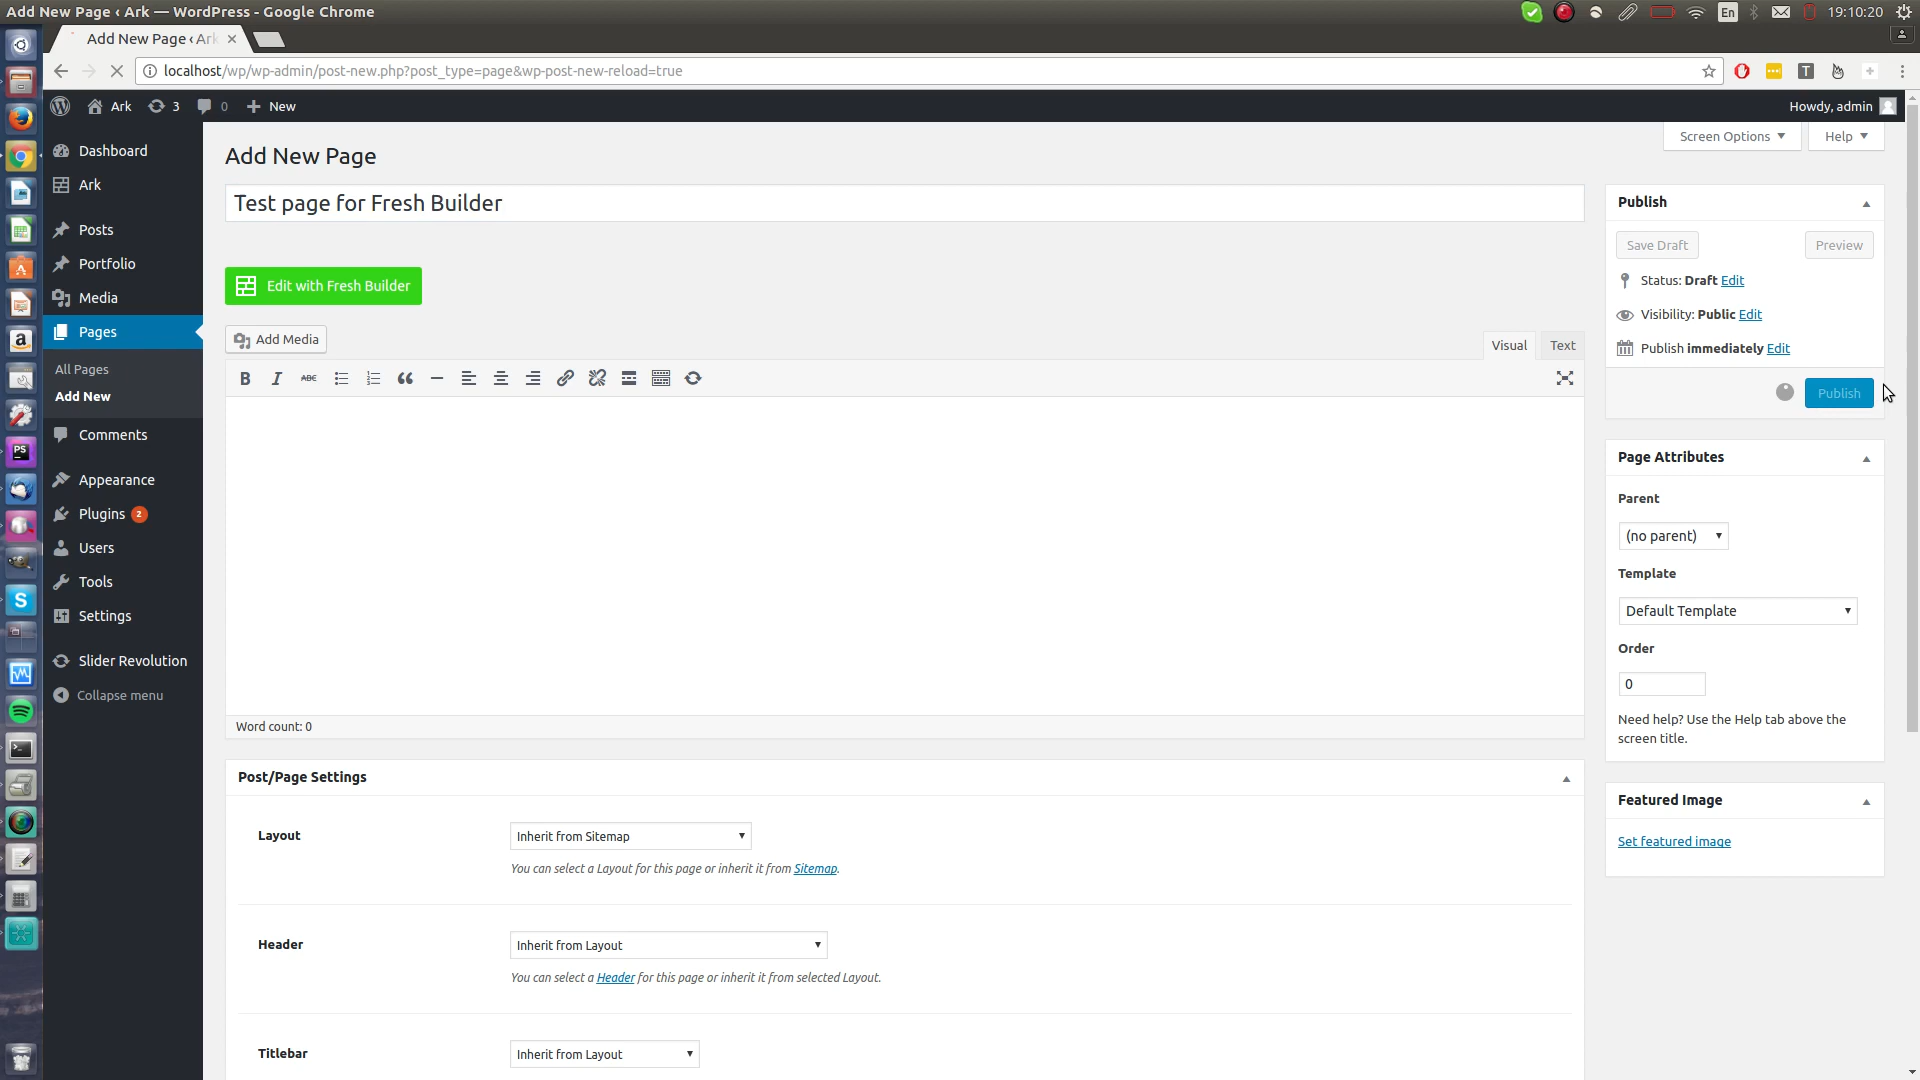 Add New Page ‹ Ark — WordPress - Google Chrome
En
19:10:20
Add New Page ‹ Ark
localhost/wp/wp-admin/post-new.php?post_type=page&wp-post-new-reload=true
T
Ark
3
0
New
Howdy, admin
Screen Options
Help
Dashboard
Ark
Posts
Portfolio
Media
Pages
All Pages
Add New
Comments
Appearance
Plugins 2
Users
Tools
Settings
Slider Revolution
Collapse menu
a
PS
S
Add New Page
Test page for Fresh Builder
Edit with Fresh Builder
Add Media
Visual
Text
B
I
ABC
Word count: 0
Post/Page Settings
Layout
Inherit from Sitemap
You can select a Layout for this page or inherit it from Sitemap.
Header
Inherit from Layout
You can select a Header for this page or inherit it from selected Layout.
Titlebar
Inherit from Layout
Publish
Save Draft
Preview
Status: Draft Edit
Visibility: Public Edit
Publish immediately Edit
Publish
Page Attributes
Parent
(no parent)
Template
Default Template
Order
0
Need help? Use the Help tab above the
screen title.
Featured Image
Set featured image